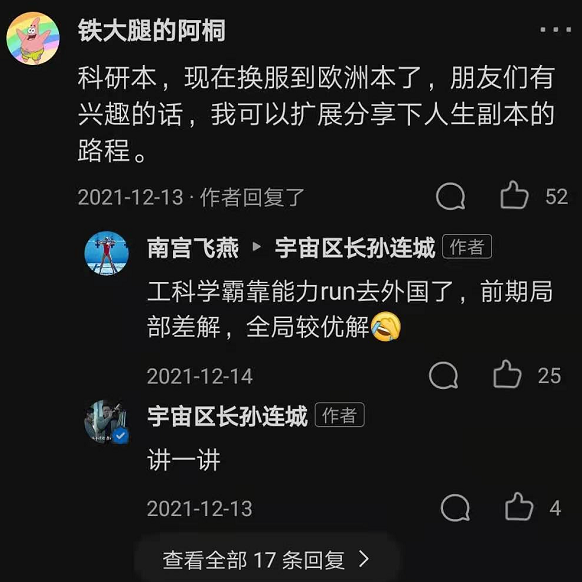 铁大腿的阿桐
科研本，现在换服到欧洲本了，朋友们有
兴趣的话，我可以扩展分享下人生副本的
路程。
2021-12-13 · 作者回复了
52
南宫飞燕 ▸ 宇宙区长孙连城 作者
工科学霸靠能力run去外国了，前期局
部差解，全局较优解🤣
2021-12-14
25
宇宙区长孙连城 作者
讲一讲
2021-12-13
4
查看全部 17 条回复 >